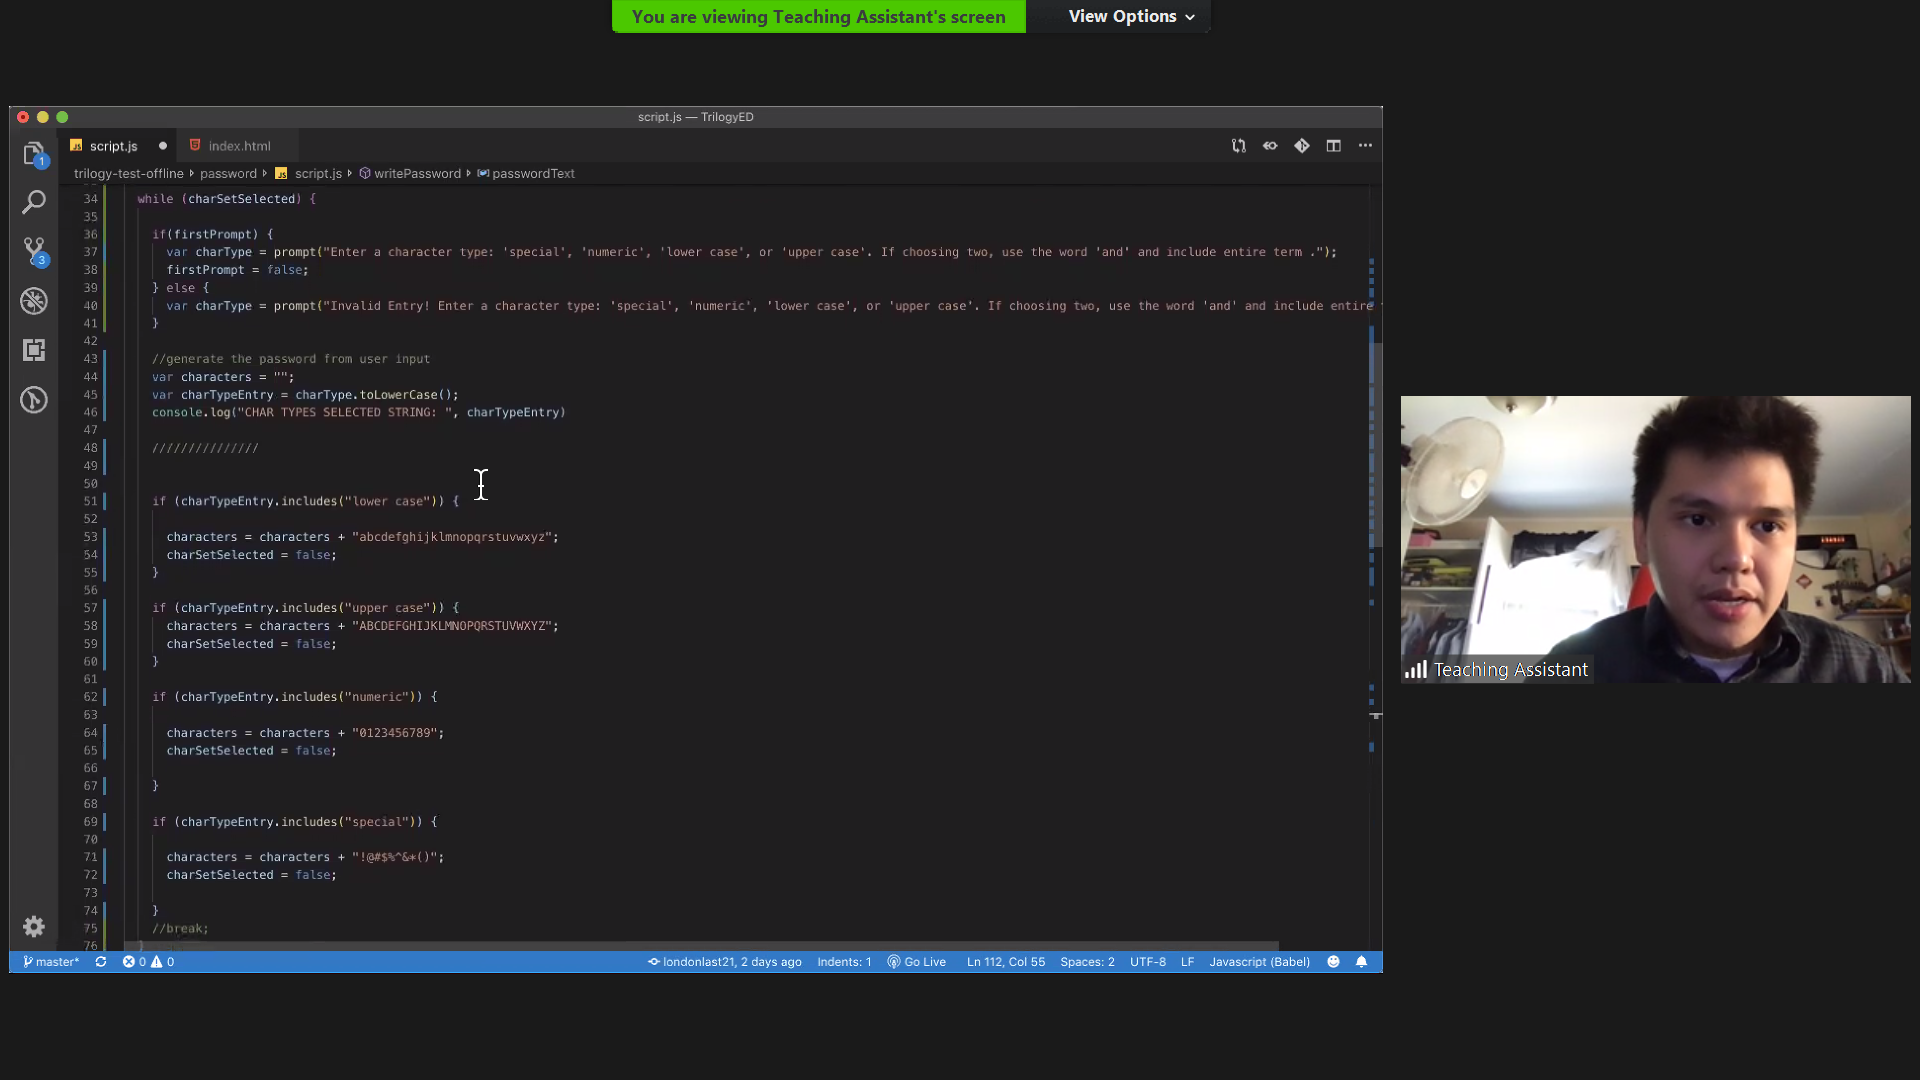 You are viewing Teaching Assistant's screen
View Options
script.js — TrilogyED
script.js
index.html
trilogy-test-offline
password
script.js
writePassword
passwordText
34 while (charSetSelected) {
35
36 if(firstPrompt) {
37 var charType = prompt("Enter a character type: 'special', 'numeric', 'lower case', or 'upper case'. If choosing two, use the word 'and' and include entire term .");
38 firstPrompt = false;
39 } else {
40 var charType = prompt("Invalid Entry! Enter a character type: 'special', 'numeric', 'lower case', or 'upper case'. If choosing two, use the word 'and' and include entire
41 }
42
43 //generate the password from user input
44 var characters = "";
45 var charTypeEntry = charType.toLowerCase();
46 console.log("CHAR TYPES SELECTED STRING: ", charTypeEntry)
47
48 ///////////////
49
50
51 if (charTypeEntry.includes("lower case")) {
52
53 characters = characters + "abcdefghijklmnopqrstuvwxyz";
54 charSetSelected = false;
55 }
56
57 if (charTypeEntry.includes("upper case")) {
58 characters = characters + "ABCDEFGHIJKLMNOPQRSTUVWXYZ";
59 charSetSelected = false;
60 }
61
62 if (charTypeEntry.includes("numeric")) {
63
64 characters = characters + "0123456789";
65 charSetSelected = false;
66
67 }
68
69 if (charTypeEntry.includes("special")) {
70
71 characters = characters + "!@#$%^&*()";
72 charSetSelected = false;
73
74 }
75 //break;
76 }
1
3
master* 0 0
londonlast21, 2 days ago Indents: 1 Go Live Ln 112, Col 55 Spaces: 2 UTF-8 LF Javascript (Babel)
Teaching Assistant